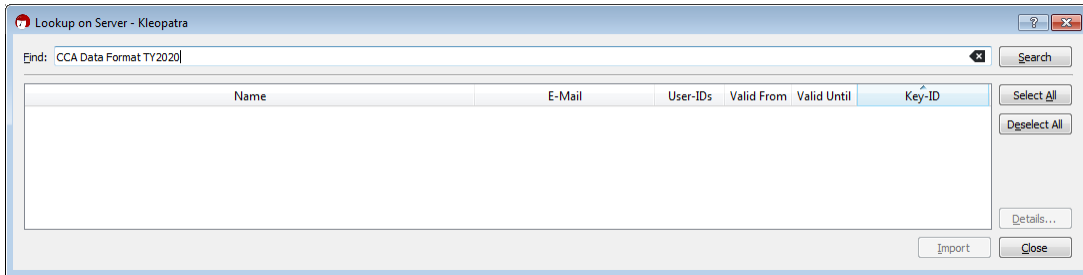 Lookup on Server - Kleopatra
Find: CCA Data Format TY2020 Search
Name E-Mail User-IDs Valid From Valid Until Key-ID Select All
Deselect All
Details...
Import Close